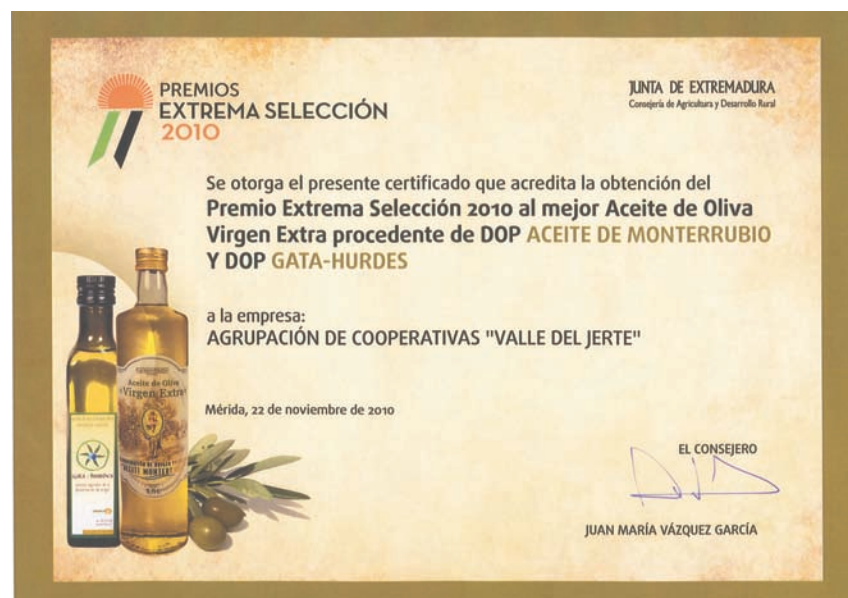 PREMIOS
EXTREMA SELECCIÓN
2010
JUNTA DE EXTREMADURA
Consejería de Agricultura y Desarrollo Rural
Se otorga el presente certificado que acredita la obtención del
Premio Extrema Selección 2010 al mejor Aceite de Oliva
Virgen Extra procedente de DOP ACEITE DE MONTERRUBIO
Y DOP GATA-HURDES
a la empresa:
AGRUPACIÓN DE COOPERATIVAS "VALLE DEL JERTE"
Aceite de Oliva
Virgen Extra
Mérida, 22 de noviembre de 2010
EL CONSEJERO
JUAN MARÍA VÁZQUEZ GARCÍA